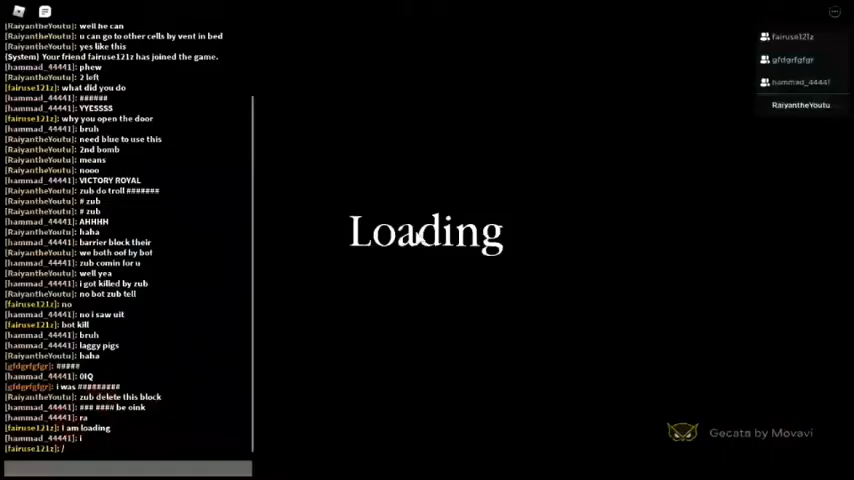 [RaiyantheYoutu]: well he can
[RaiyantheYoutu]: u can go to other cells by vent in bed
[RaiyantheYoutu]: yes like this
{System} Your friend fairuse121z has joined the game.
[hammad_44441]: phew
[RaiyantheYoutu]: 2 left
[fairuse121z]: what did you do
[hammad_44441]: ######
[hammad_44441]: YYESSSS
[fairuse121z]: why you open the door
[hammad_44441]: bruh
[RaiyantheYoutu]: need blue to use this
[RaiyantheYoutu]: 2nd bomb
[RaiyantheYoutu]: means
[RaiyantheYoutu]: nooo
[hammad_44441]: VICTORY ROYAL
[RaiyantheYoutu]: zub do troll #######
[RaiyantheYoutu]: # zub
[RaiyantheYoutu]: # zub
[hammad_44441]: AHHHH
[RaiyantheYoutu]: haha
[hammad_44441]: barrier block their
[RaiyantheYoutu]: we both oof by bot
[hammad_44441]: zub comin for u
[RaiyantheYoutu]: well yea
[hammad_44441]: i got killed by zub
[RaiyantheYoutu]: no bot zub tell
[fairuse121z]: no
[hammad_44441]: no i saw uit
[fairuse121z]: bot kill
[hammad_44441]: bruh
[hammad_44441]: laggy pigs
[RaiyantheYoutu]: haha
[gfdgrfgfgr]: #####
[hammad_44441]: 0IQ
[gfdgrfgfgr]: i was #########
[RaiyantheYoutu]: zub delete this block
[hammad_44441]: ### #### be oink
[hammad_44441]: ra
[fairuse121z]: i am loading
[hammad_44441]: i
[fairuse121z]: /
Loading
fairuse121z
gfdgrfgfgr
hammad_44441
RaiyantheYoutu
Gecata by Movavi